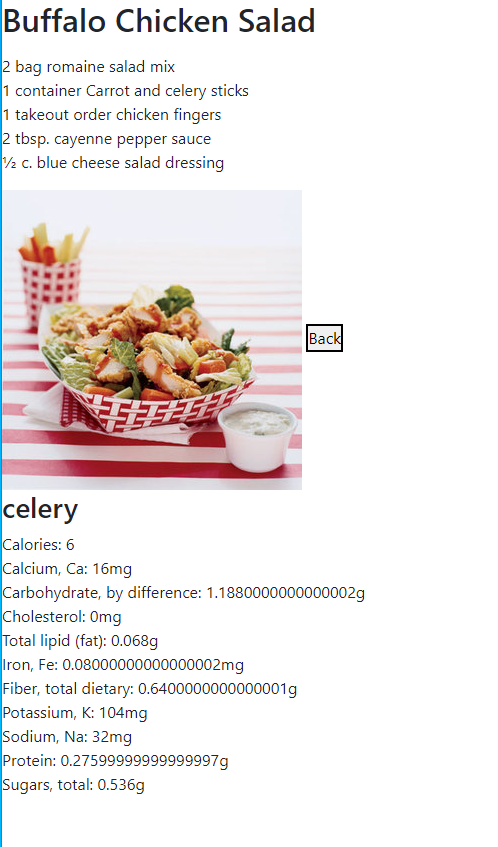 Buffalo Chicken Salad
2 bag romaine salad mix
1 container Carrot and celery sticks
1 takeout order chicken fingers
2 tbsp. cayenne pepper sauce
½ c. blue cheese salad dressing
Back
celery
Calories: 6
Calcium, Ca: 16mg
Carbohydrate, by difference: 1.1880000000000002g
Cholesterol: 0mg
Total lipid (fat): 0.068g
Iron, Fe: 0.08000000000000002mg
Fiber, total dietary: 0.6400000000000001g
Potassium, K: 104mg
Sodium, Na: 32mg
Protein: 0.27599999999999997g
Sugars, total: 0.536g